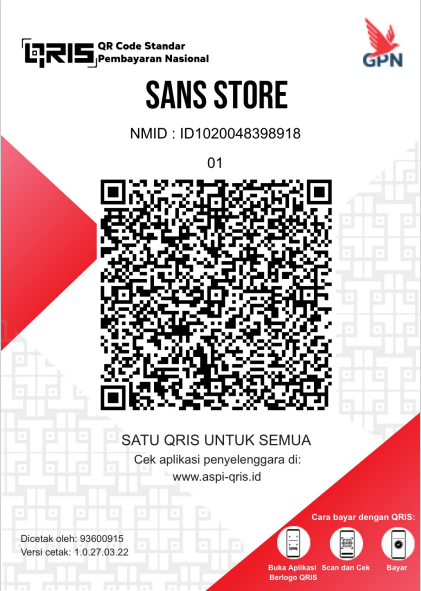 QRIS QR Code Standar
Pembayaran Nasional
GPN
SANS STORE
NMID : ID1020048398918
01
SATU QRIS UNTUK SEMUA
Cek aplikasi penyelenggara di:
www.aspi-qris.id
Cara bayar dengan QRIS:
Dicetak oleh: 93600915
Versi cetak: 1.0.27.03.22
Buka Aplikasi
Berlogo QRIS
Scan dan Cek
Bayar